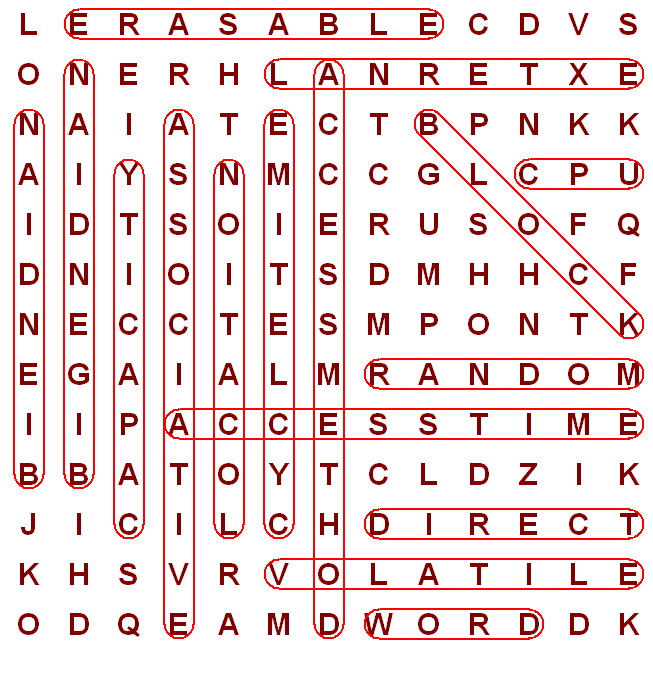 L E R A S A B L E C D V S
O N E R H L A N R E T X E
N A I A T E C T B P N K K
A I Y S N M C C G L C P U
I D T S O I E R U S O F Q
D N I O I T S D M H H C F
N E C C T E S M P O N T K
E G A I A L M R A N D O M
I I P A C C E S S T I M E
B B A T O Y T C L D Z I K
J I C I L C H D I R E C T
K H S V R V O L A T I L E
O D Q E A M D W O R D D K